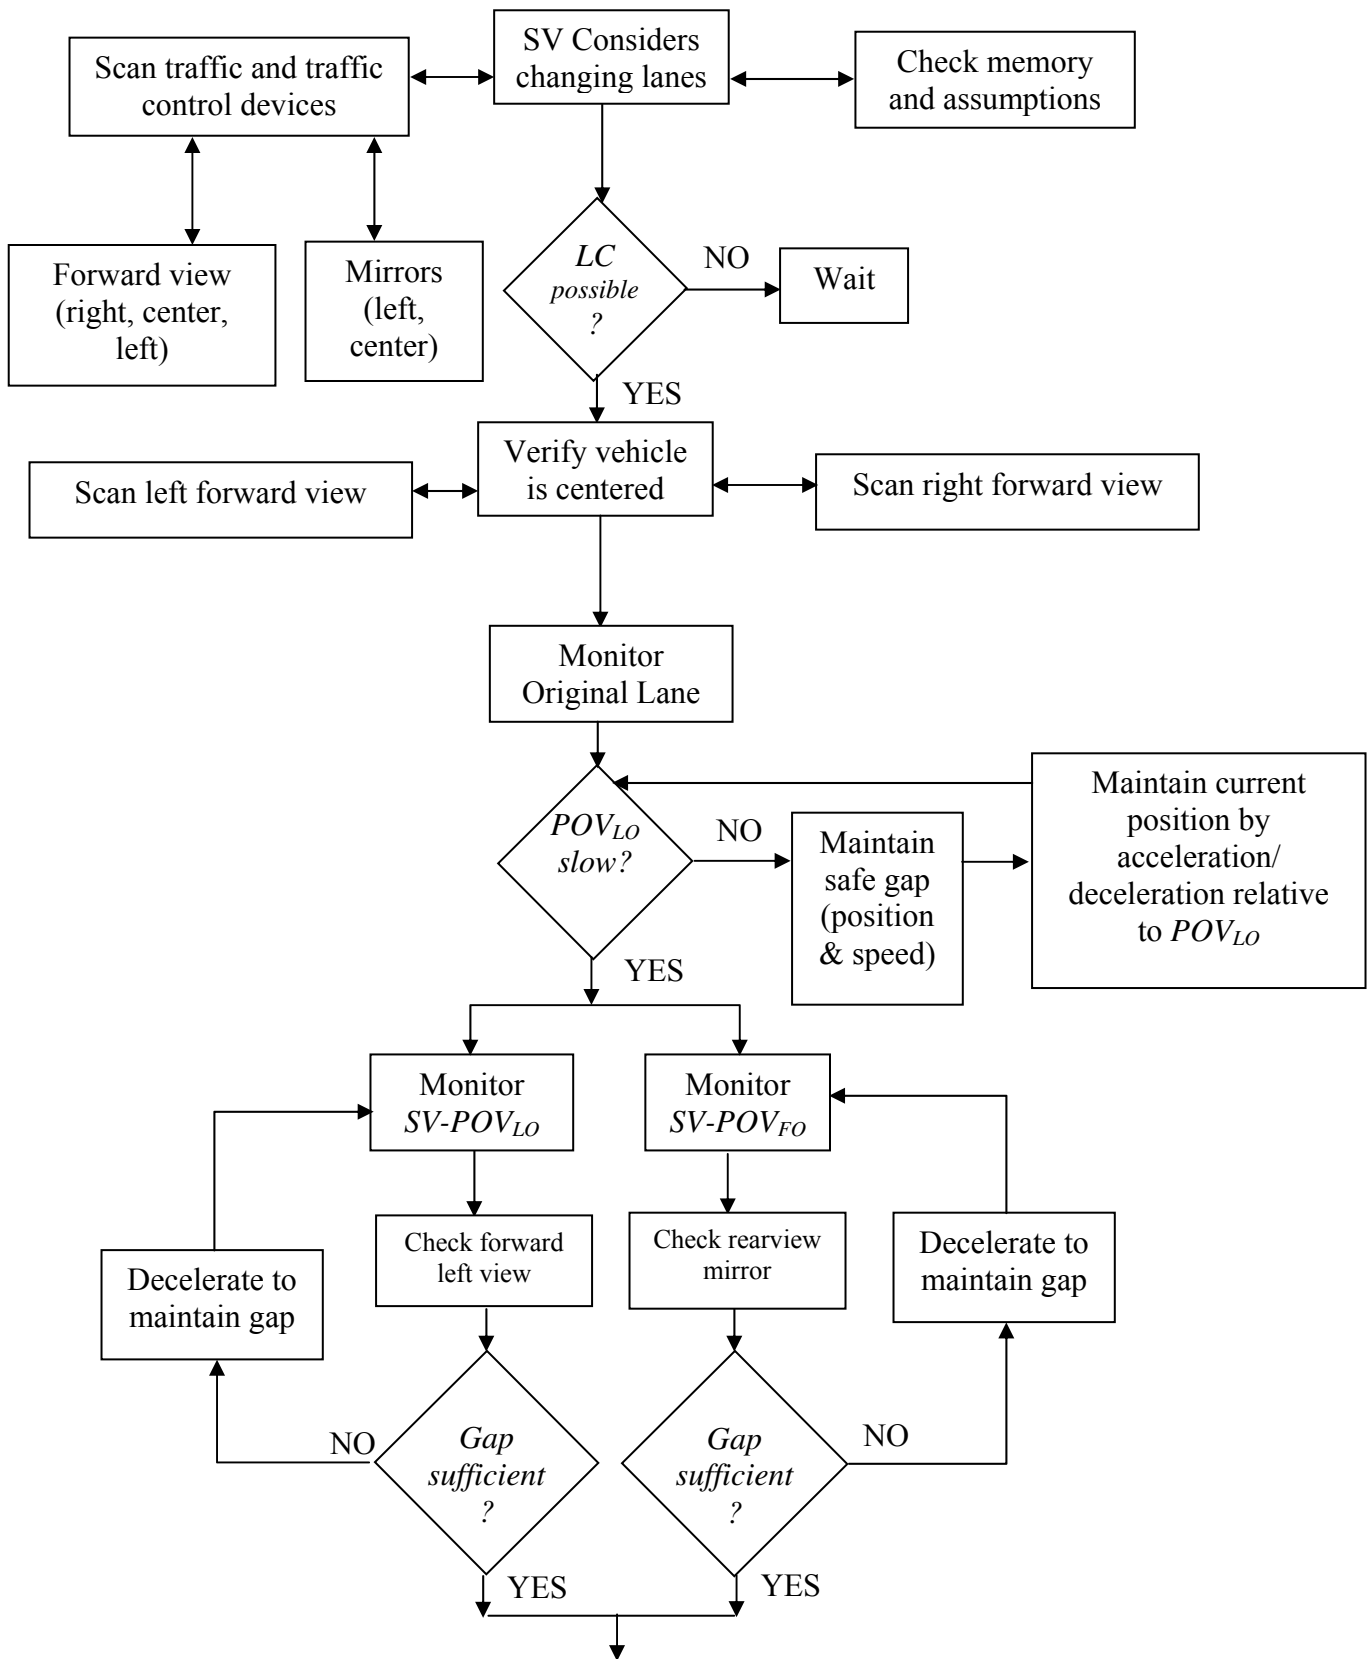 SV Considers
changing lanes
Scan traffic and traffic
control devices
Check memory
and assumptions
Forward view
(right, center,
left)
Mirrors
(left,
center)
LC
possible
?
NO
Wait
YES
Verify vehicle
is centered
Scan left forward view
Scan right forward view
Monitor
Original Lane
POV_LO
slow?
NO
Maintain
safe gap
(position
& speed)
Maintain current
position by
acceleration/
deceleration relative
to POV_LO
YES
Monitor
SV-POV_LO
Monitor
SV-POV_FO
Check forward
left view
Check rearview
mirror
Decelerate to
maintain gap
Decelerate to
maintain gap
NO
Gap
sufficient
?
Gap
sufficient
?
NO
YES
YES